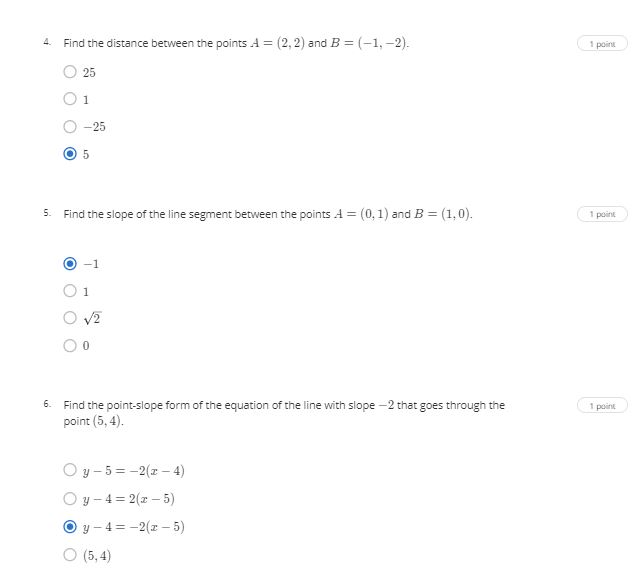 4. Find the distance between the points A = (2, 2) and B = (−1, −2).
1 point
25
1
−25
5
5. Find the slope of the line segment between the points A = (0, 1) and B = (1, 0).
1 point
−1
1
√2
0
6. Find the point-slope form of the equation of the line with slope −2 that goes through the
point (5, 4).
1 point
y − 5 = −2(x − 4)
y − 4 = 2(x − 5)
y − 4 = −2(x − 5)
(5, 4)